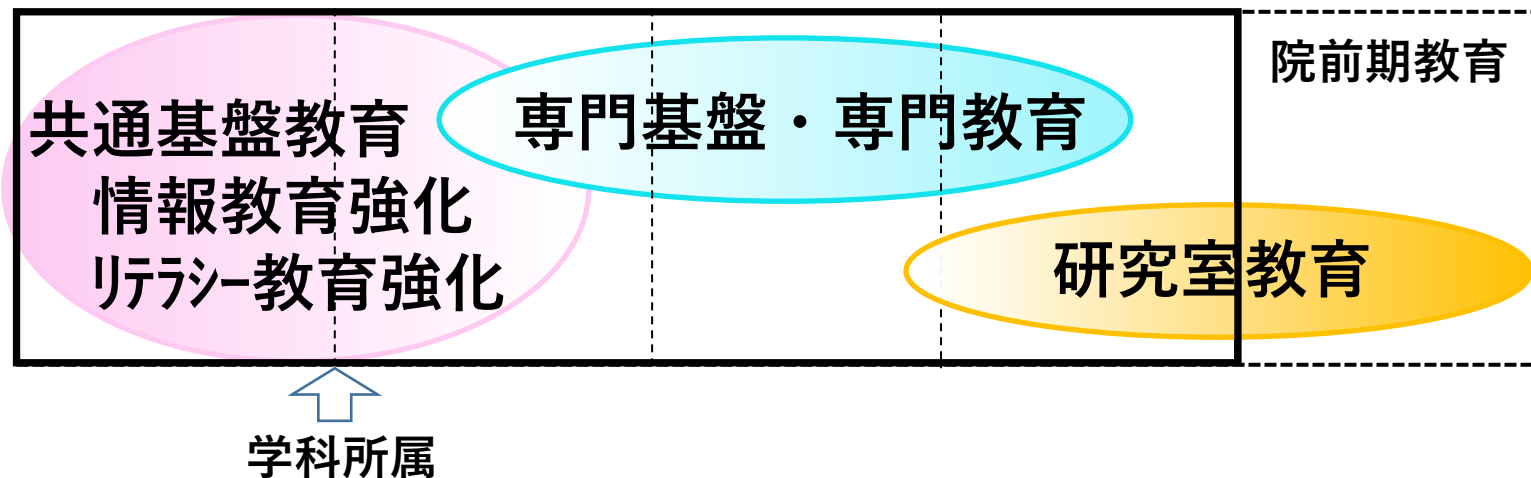 院前期教育
共通基盤教育
情報教育強化
ﾘﾃﾗｼｰ教育強化
専門基盤・専門教育
研究室教育
学科所属